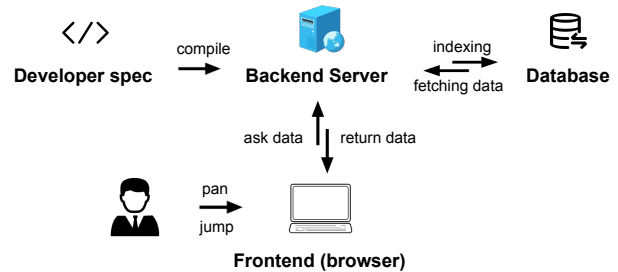 </>
compile
indexing
Developer spec
Backend Server
fetching data
Database
ask data
return data
pan
jump
Frontend (browser)